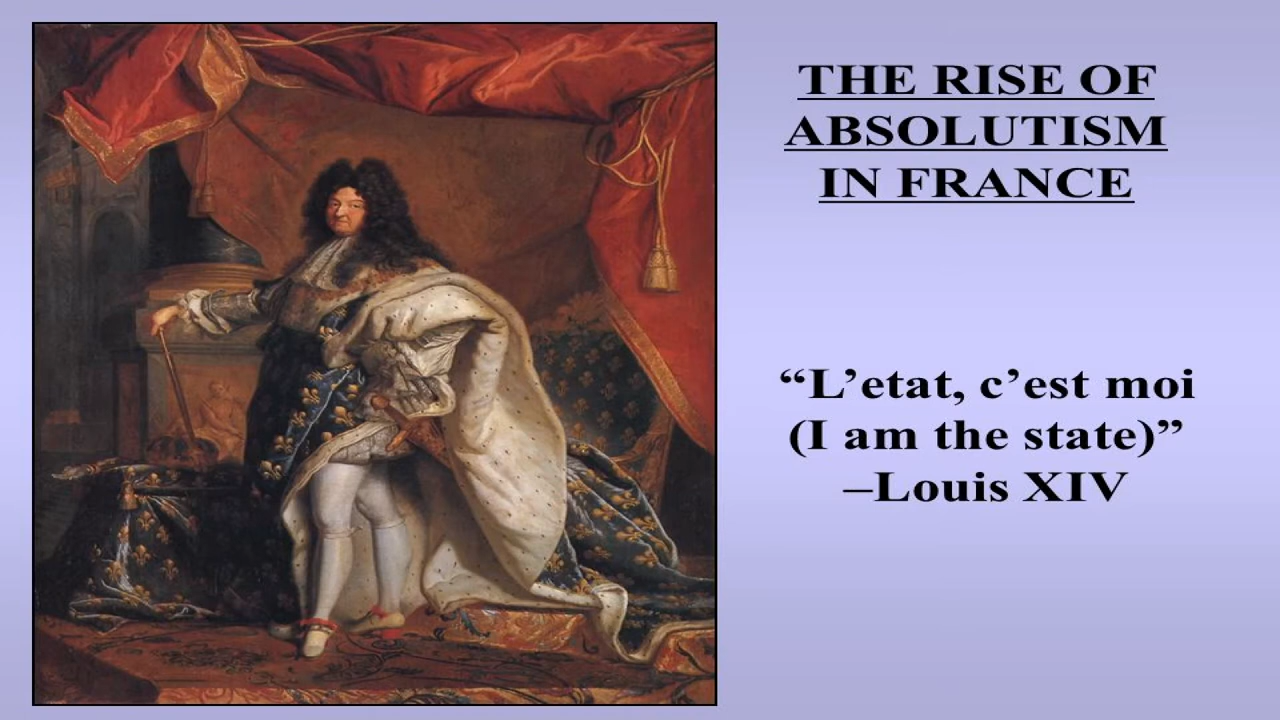 THE RISE OF
ABSOLUTISM
IN FRANCE
“L’etat, c’est moi
(I am the state)”
–Louis XIV